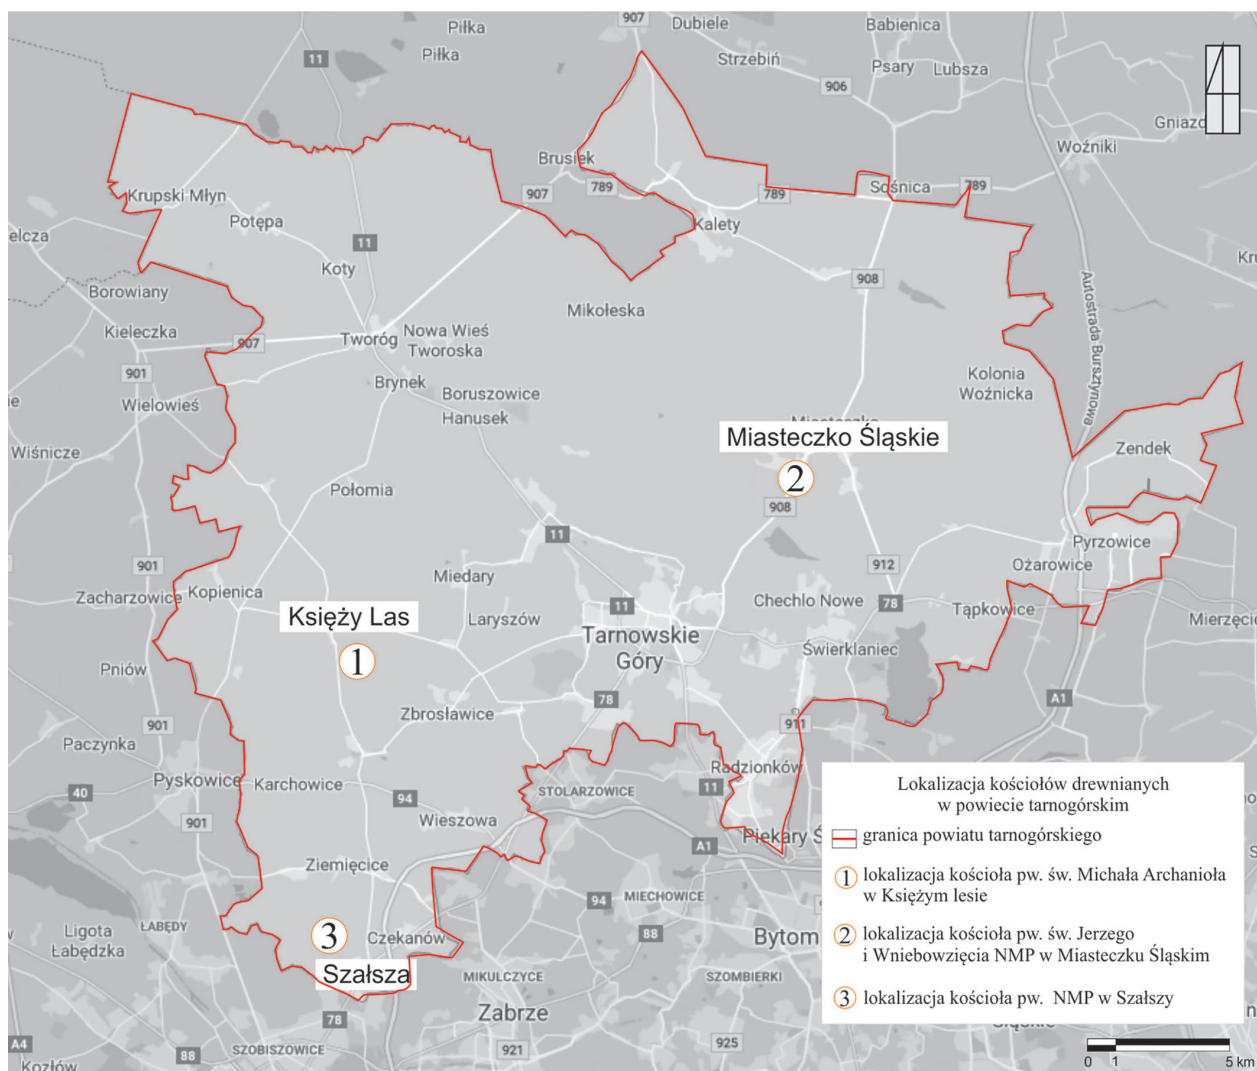 907
Dubiele
Babienica
Piłka
Piłka
11
Strzebiń
Psary
Lubsza
906
Gniazd
Woźniki
Brusiek
789
907
789
Sośnica
789
Krupski Młyn
Potępa
Kalety
elcza
11
Koty
908
Kru
Borowiany
Mikołeska
Autostrada Bursztynowa
Kieleczka
907
Tworóg
Nowa Wieś
Tworoska
901
Brynek
Boruszowice
Hanusek
Kolonia
Woźnicka
ie
Wielowieś
Miasteczko
Miasteczko Śląskie
Zendek
Wiśnicze
2
Połomia
908
11
Pyrzowice
901
Ożarowice
912
Miedary
Kopienica
Zacharzowice
11
Chechło Nowe
78
Tąpkowice
Księży Las
Laryszów
Mierzęcic
Tarnowskie
Góry
Świerklaniec
1
Pniów
78
A1
Zbrosławice
901
911
Paczynka
Radzionków
Pyskowice
Karchowice
40
94
11
STOLARZOWICE
901
Wieszowa
A1
Piekary Ś
Ziemięcice
MIECHOWICE
94
ŁABĘDY
Ligota
Łabędzka
3
Czekanów
88
Bytom
Szałsza
MIKULCZYCE
SZOMBIERKI
78
Zabrze
Śląskie
A4
88
SZOBISZOWICE
921
925
Kozłów
Lokalizacja kościołów drewnianych
w powiecie tarnogórskim
granica powiatu tarnogórskiego
1 lokalizacja kościoła pw. św. Michała Archanioła
w Księżym lesie
2 lokalizacja kościoła pw. św. Jerzego
i Wniebowzięcia NMP w Miasteczku Śląskim
3 lokalizacja kościoła pw. NMP w Szałszy
0 1 5 km